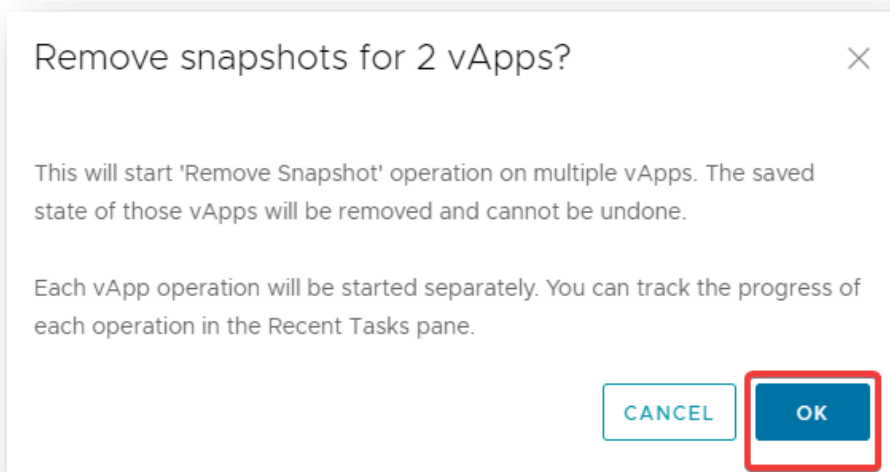 Remove snapshots for 2 vApps?
This will start 'Remove Snapshot' operation on multiple vApps. The saved
state of those vApps will be removed and cannot be undone.
Each vApp operation will be started separately. You can track the progress of
each operation in the Recent Tasks pane.
CANCEL OK